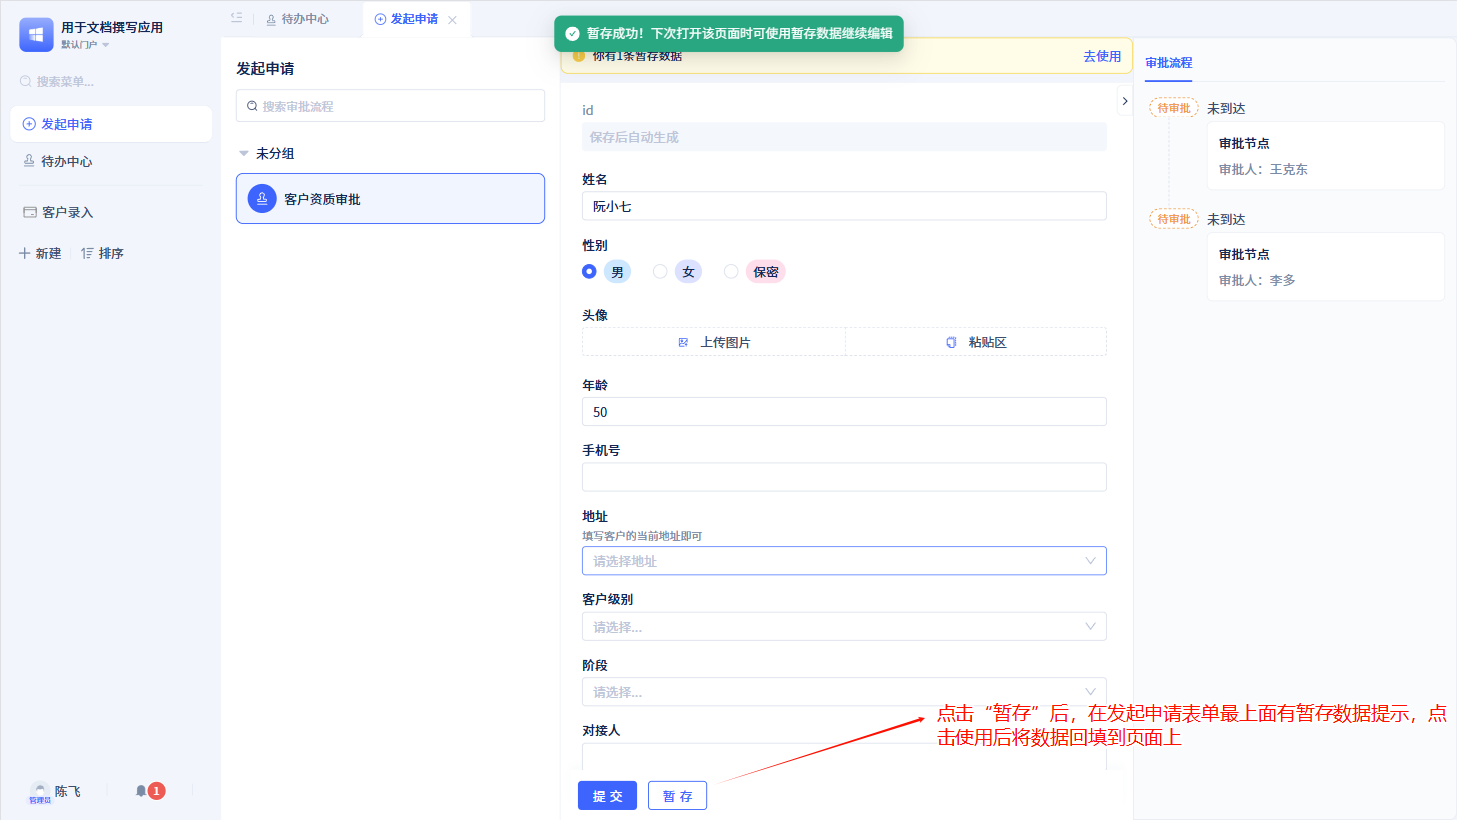 用于文档撰写应用
默认门户
搜索菜单...
发起申请
待办中心
客户录入
新建
排序
陈飞
管理员
1
待办中心
发起申请
发起申请
搜索审批流程
未分组
客户资质审批
暂存成功！下次打开该页面时可使用暂存数据继续编辑
你有1条暂存数据
去使用
id
保存后自动生成
姓名
阮小七
性别
男
女
保密
头像
上传图片
粘贴区
年龄
50
手机号
地址
填写客户的当前地址即可
请选择地址
客户级别
请选择...
阶段
请选择...
对接人
提 交
暂 存
点击“暂存”后，在发起申请表单最上面有暂存数据提示，点
击使用后将数据回填到页面上
审批流程
待审批
未到达
审批节点
审批人：王克东
待审批
未到达
审批节点
审批人：李多